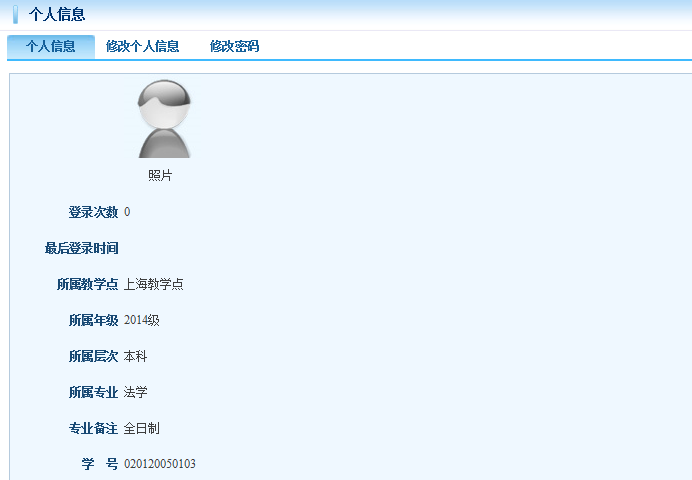 个人信息
个人信息 修改个人信息 修改密码
照片
登录次数 0
最后登录时间
所属教学点 上海教学点
所属年级 2014级
所属层次 本科
所属专业 法学
专业备注 全日制
学 号 020120050103